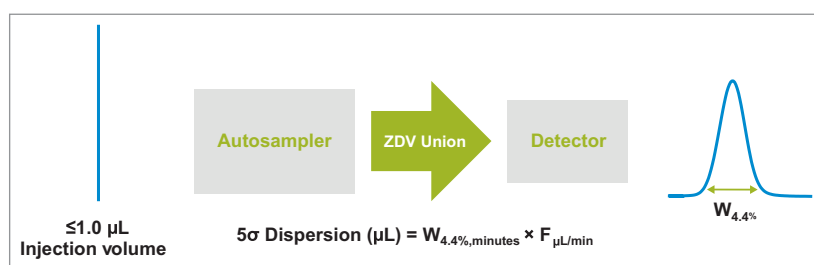 Autosampler
ZDV Union
Detector
W4.4%
≤1.0 µL
Injection volume
5σ Dispersion (µL) = W4.4%,minutes × FµL/min